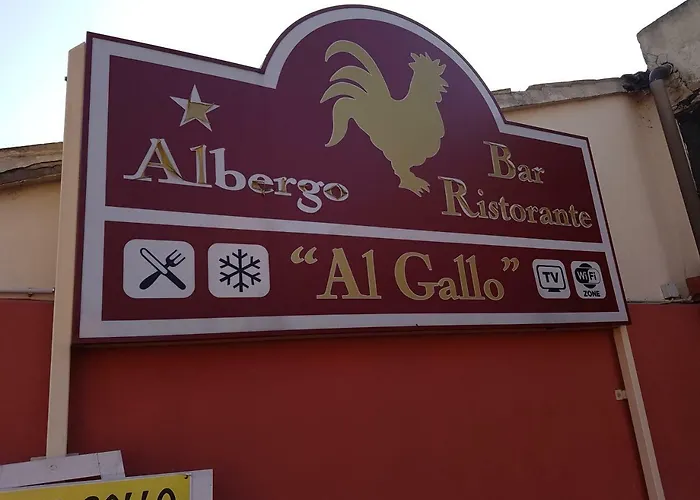 Albergo
Bar
Ristorante
"Al Gallo"
TV
WiFi
ZONE